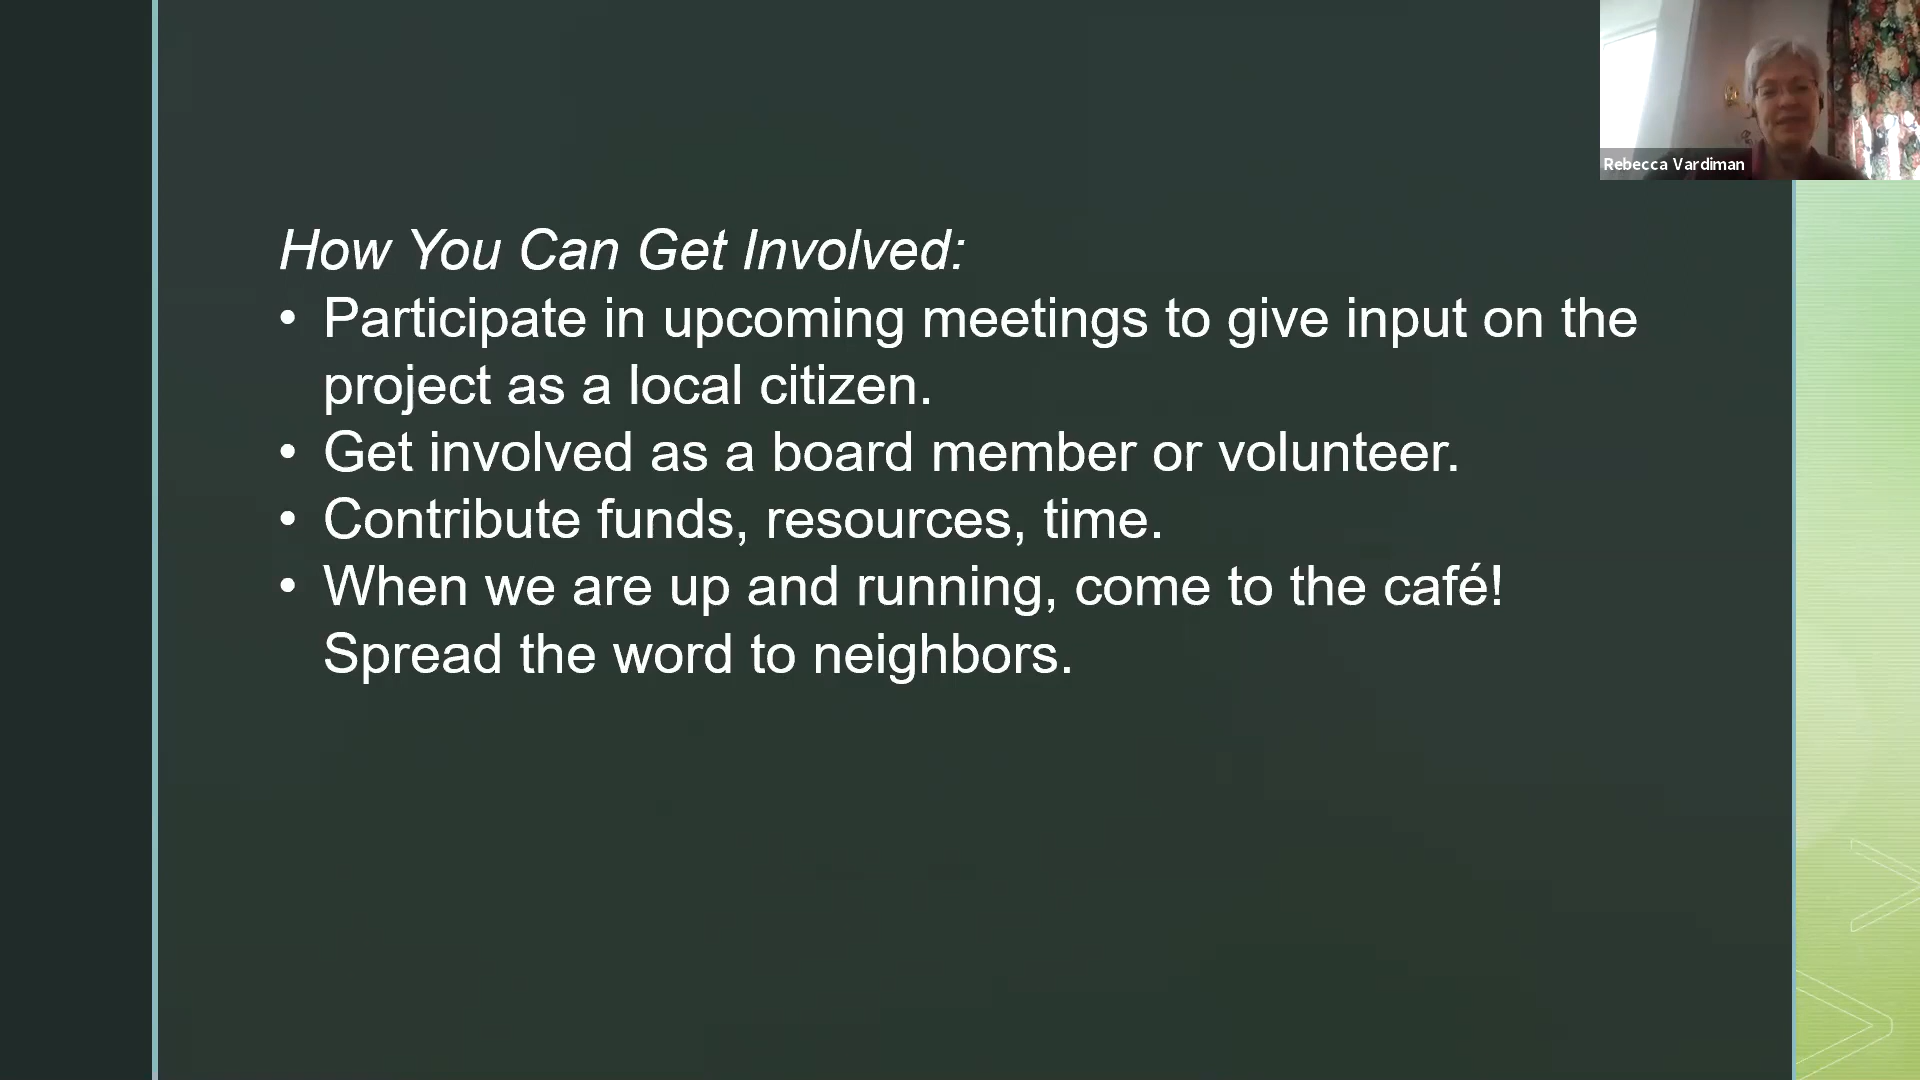 Rebecca Vardiman
How You Can Get Involved:
• Participate in upcoming meetings to give input on the
project as a local citizen.
• Get involved as a board member or volunteer.
• Contribute funds, resources, time.
• When we are up and running, come to the café!
Spread the word to neighbors.